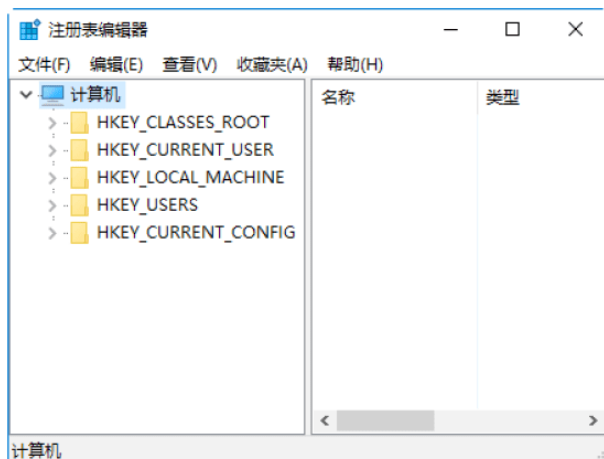 注册表编辑器
文件(F) 编辑(E) 查看(V) 收藏夹(A) 帮助(H)
计算机
HKEY_CLASSES_ROOT
HKEY_CURRENT_USER
HKEY_LOCAL_MACHINE
HKEY_USERS
HKEY_CURRENT_CONFIG
名称 类型
计算机